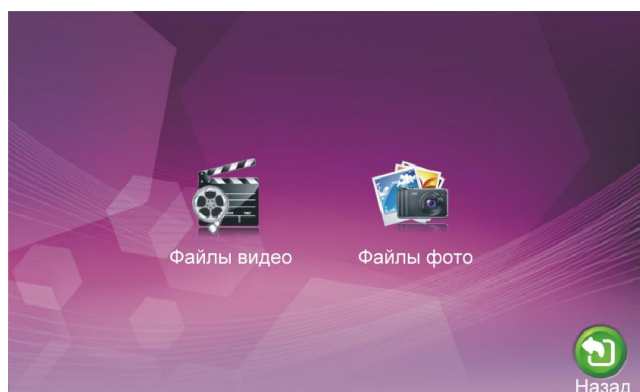 Файлы видео
Файлы фото
Назад